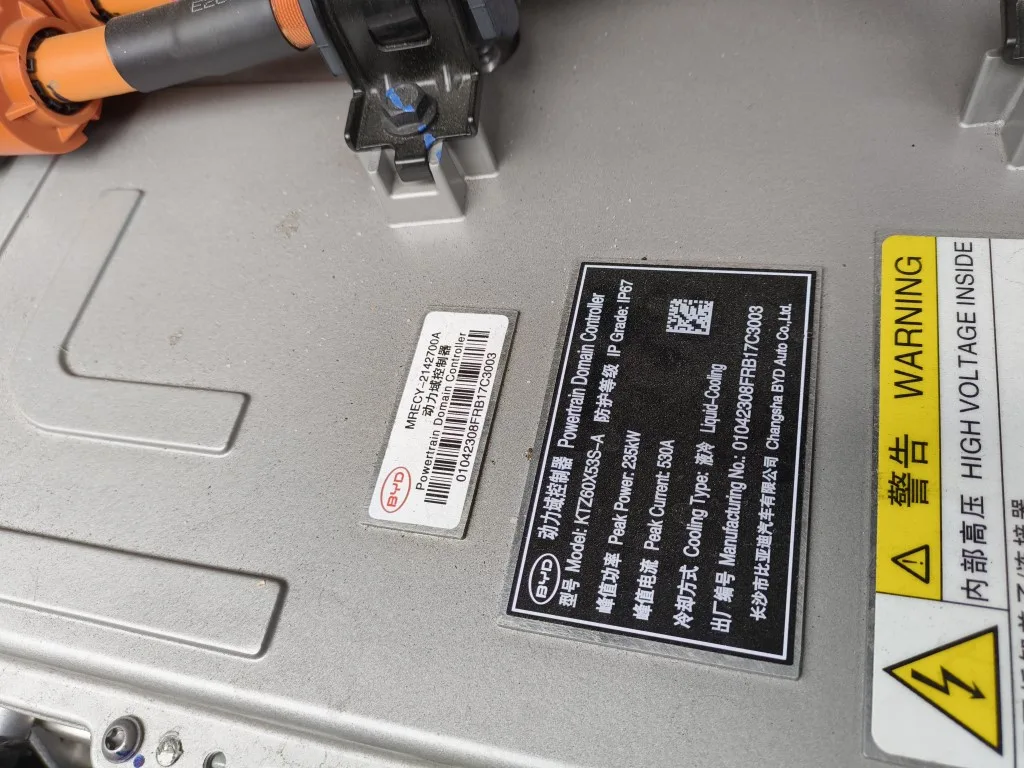 E2
BYD
MRECY-2142700A
动力域控制器
Powertrain Domain Controller
01042308FRB17C3003
BYD
动力域控制器 Powertrain Domain Controller
型号 Model: KTZ60X53S-A 防护等级 IP Grade: IP67
峰值功率 Peak Power: 235kW
峰值电流 Peak Current: 530A
冷却方式 Cooling Type: 液冷 Liquid-Cooling
出厂编号 Manufacturing No.: 01042308FRB17C3003
长沙市比亚迪汽车有限公司 Changsha BYD Auto Co.,Ltd.
警告 WARNING
内部高压 HIGH VOLTAGE INSIDE